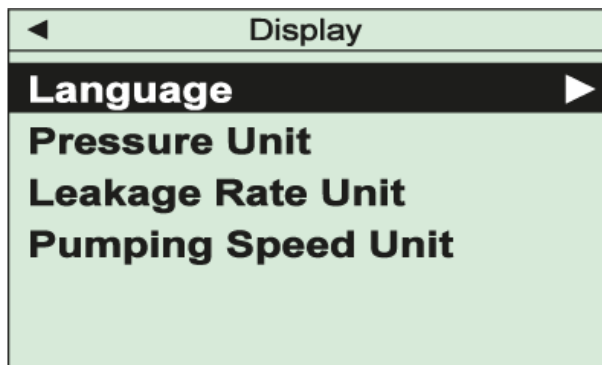 Display
Language
Pressure Unit
Leakage Rate Unit
Pumping Speed Unit